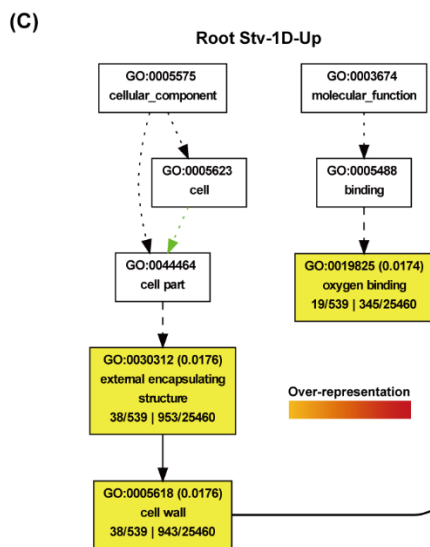 (C)
Root Stv-1D-Up
GO:0005575
cellular_component
GO:0003674
molecular_function
GO:0005623
cell
GO:0005488
binding
GO:0044464
cell part
GO:0019825 (0.0174)
oxygen binding
19/539 | 345/25460
GO:0030312 (0.0176)
external encapsulating
structure
38/539 | 953/25460
Over-representation
GO:0005618 (0.0176)
cell wall
38/539 | 943/25460